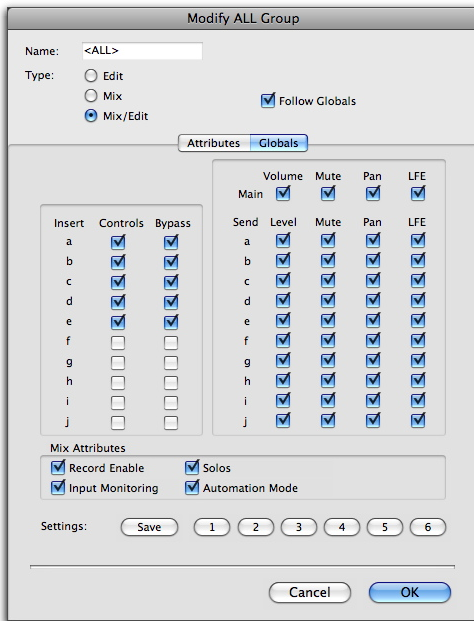 Modify ALL Group
Name: <ALL>
Type: Edit
Mix
Mix/Edit
Follow Globals
Attributes Globals
Volume Mute Pan LFE
Main
Insert Controls Bypass
a
b
c
d
e
f
g
h
i
j
Send Level Mute Pan LFE
a
b
c
d
e
f
g
h
i
j
Mix Attributes
Record Enable Solos
Input Monitoring Automation Mode
Settings: Save 1 2 3 4 5 6
Cancel OK